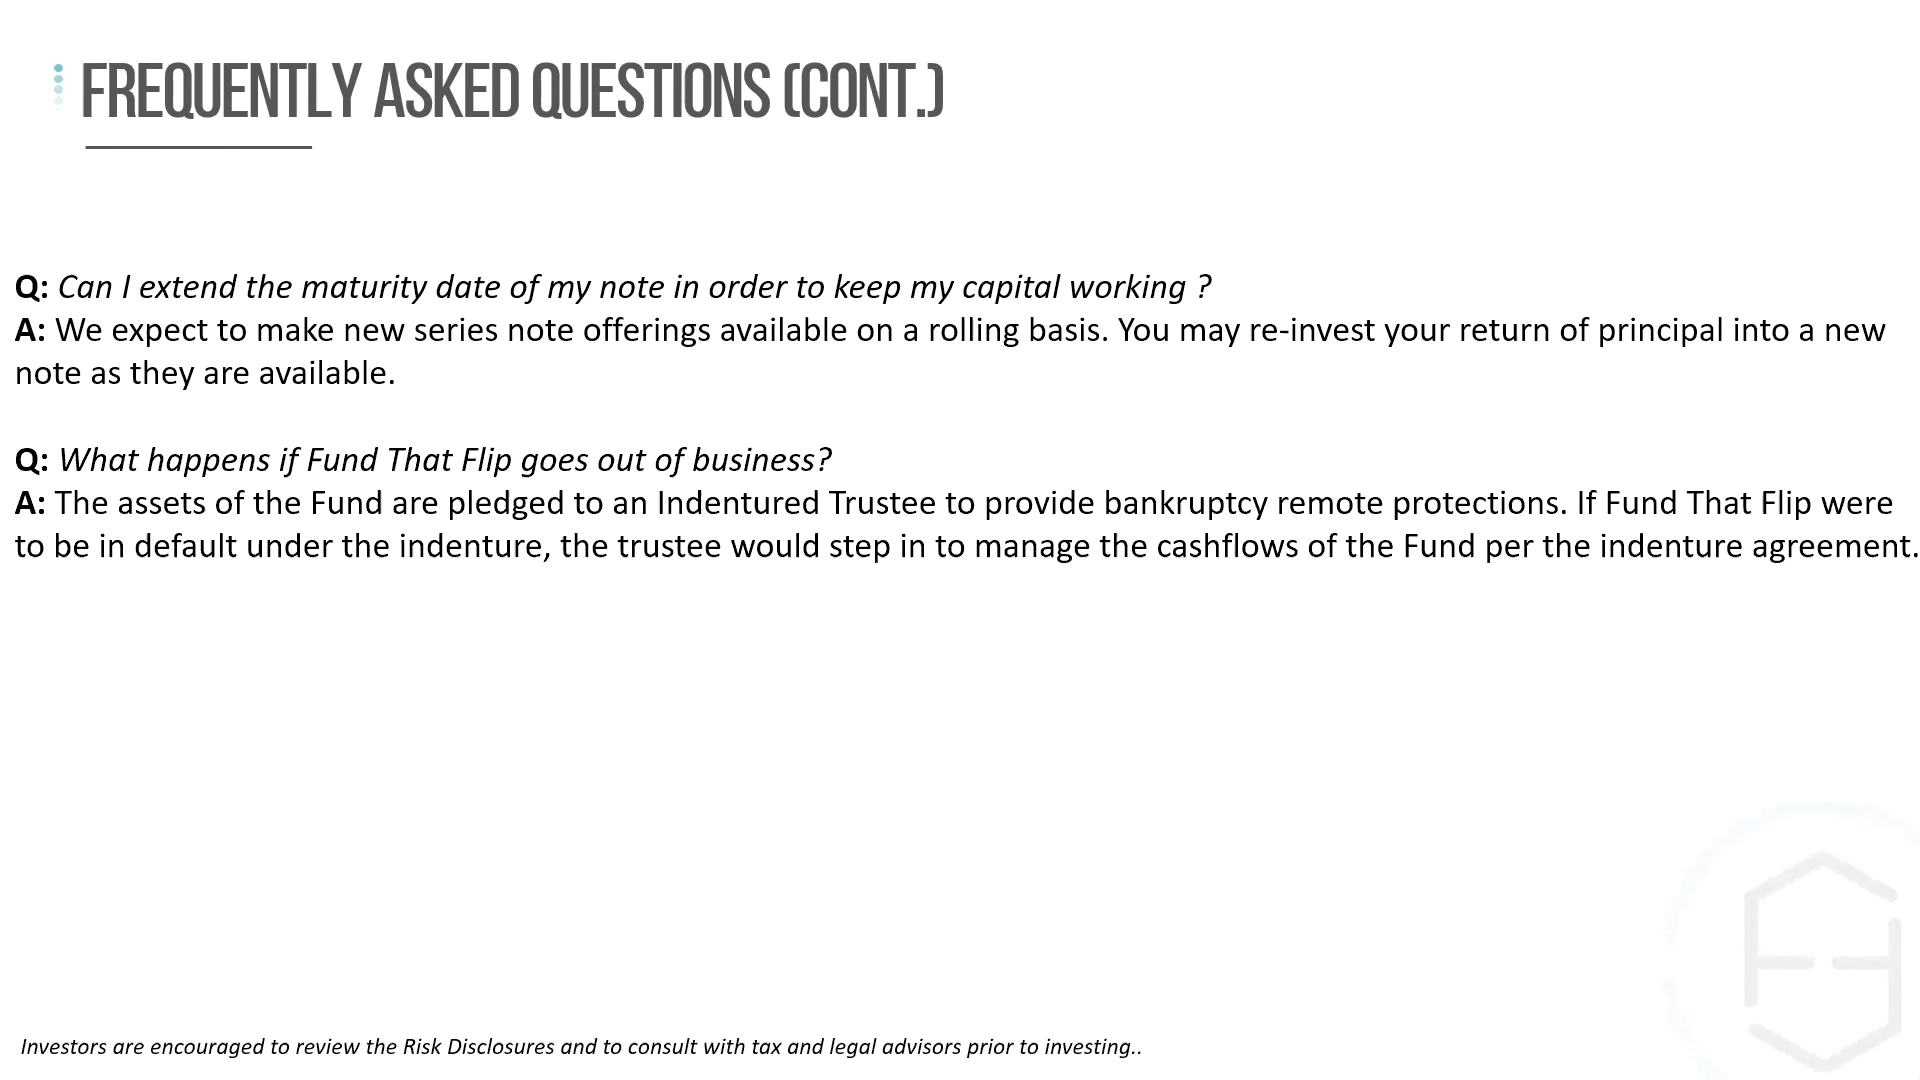 FREQUENTLY ASKED QUESTIONS (CONT.)
Q: Can I extend the maturity date of my note in order to keep my capital working ?
A: We expect to make new series note offerings available on a rolling basis. You may re-invest your return of principal into a new
note as they are available.
Q: What happens if Fund That Flip goes out of business?
A: The assets of the Fund are pledged to an Indentured Trustee to provide bankruptcy remote protections. If Fund That Flip were
to be in default under the indenture, the trustee would step in to manage the cashflows of the Fund per the indenture agreement.
Investors are encouraged to review the Risk Disclosures and to consult with tax and legal advisors prior to investing..